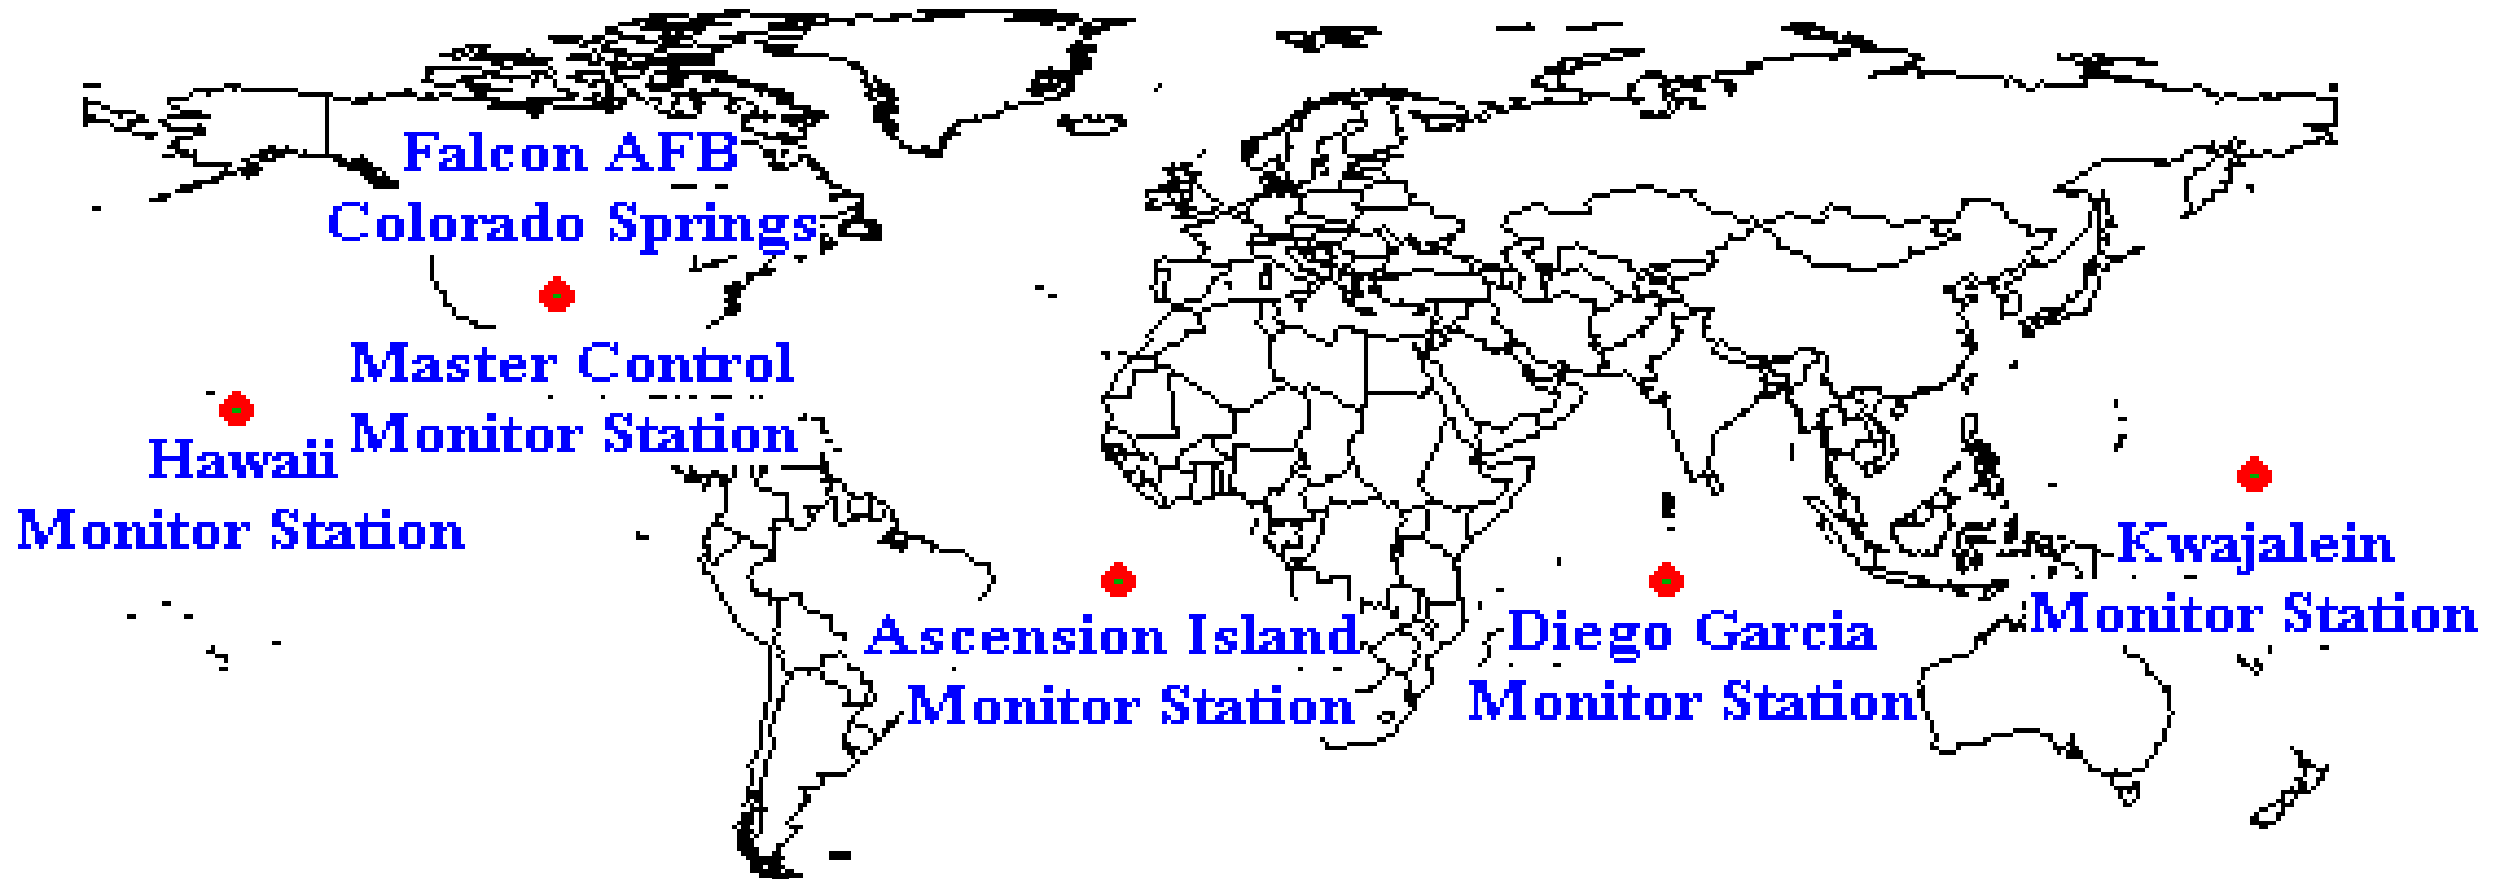 Falcon AFB
Colorado Springs
Master Control
Monitor Station
Hawaii
Monitor Station
Ascension Island
Monitor Station
Diego Garcia
Monitor Station
Kwajalein
Monitor Station